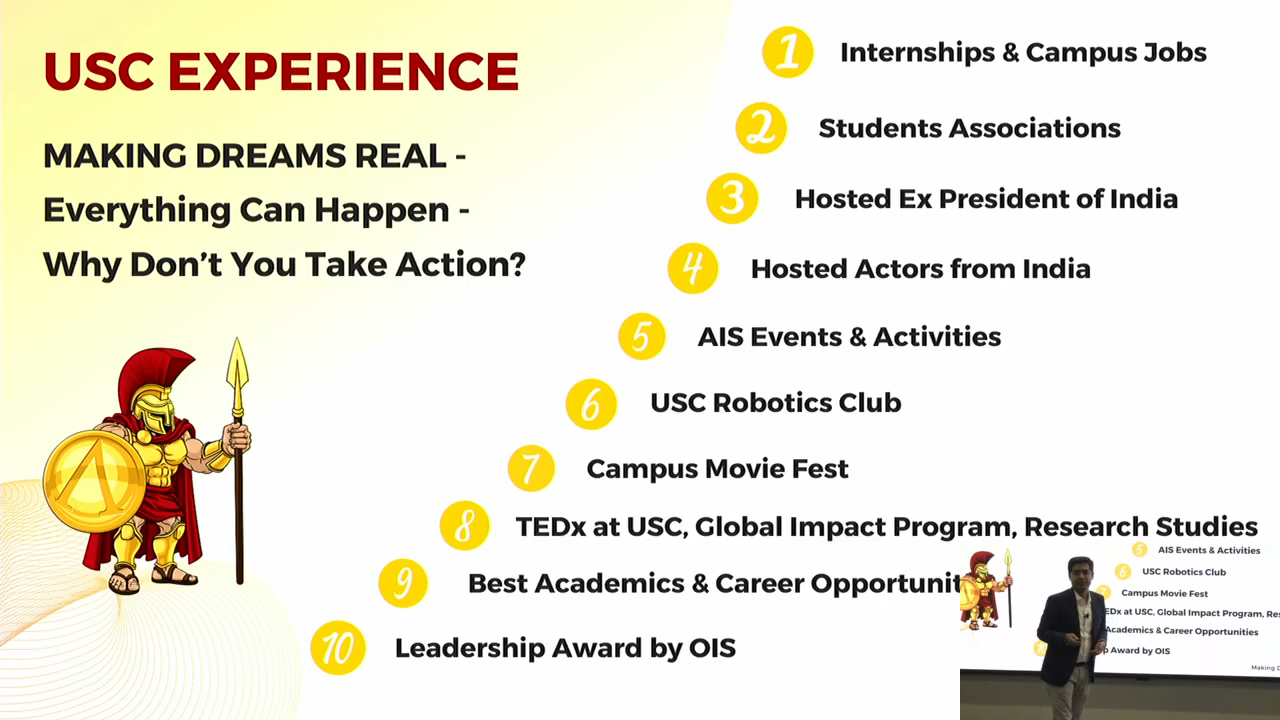 USC EXPERIENCE
MAKING DREAMS REAL -
Everything Can Happen -
Why Don't You Take Action?
1 Internships & Campus Jobs
2 Students Associations
3 Hosted Ex President of India
4 Hosted Actors from India
5 AIS Events & Activities
6 USC Robotics Club
7 Campus Movie Fest
8 TEDx at USC, Global Impact Program, Research Studies
9 Best Academics & Career Opportunit
10 Leadership Award by OIS
5 AIS Events & Activities
6 USC Robotics Club
Campus Movie Fest
EDx at USC, Global Impact Program, Res
Academics & Career Opportunities
p Award by OIS
Making D